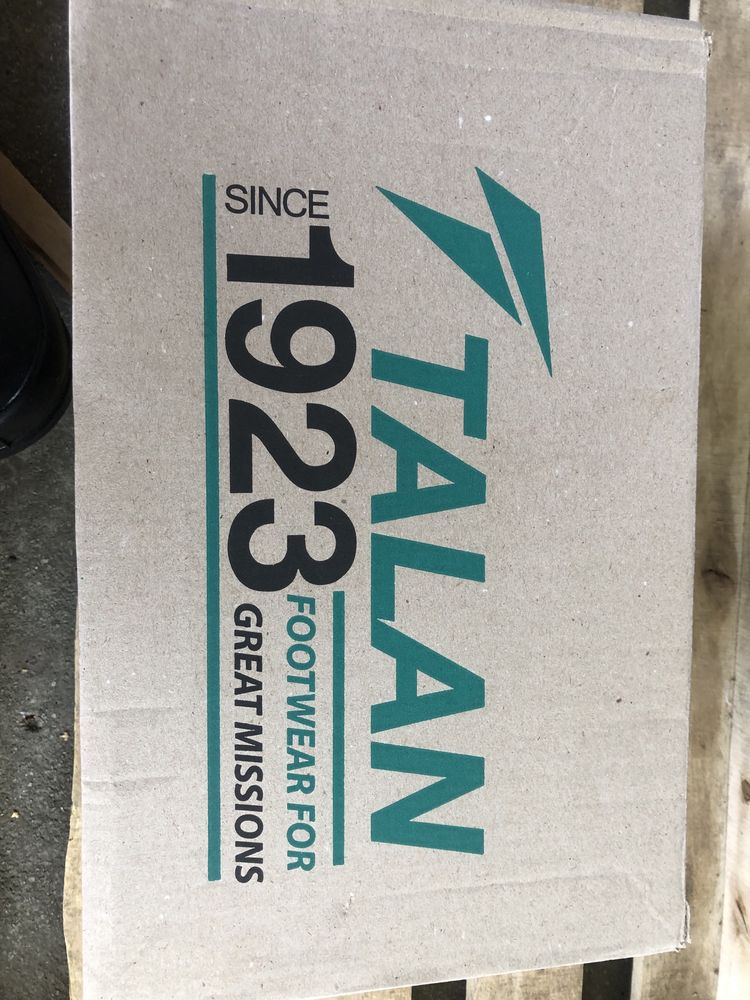 TALAN
SINCE
1923
FOOTWEAR FOR
GREAT MISSIONS